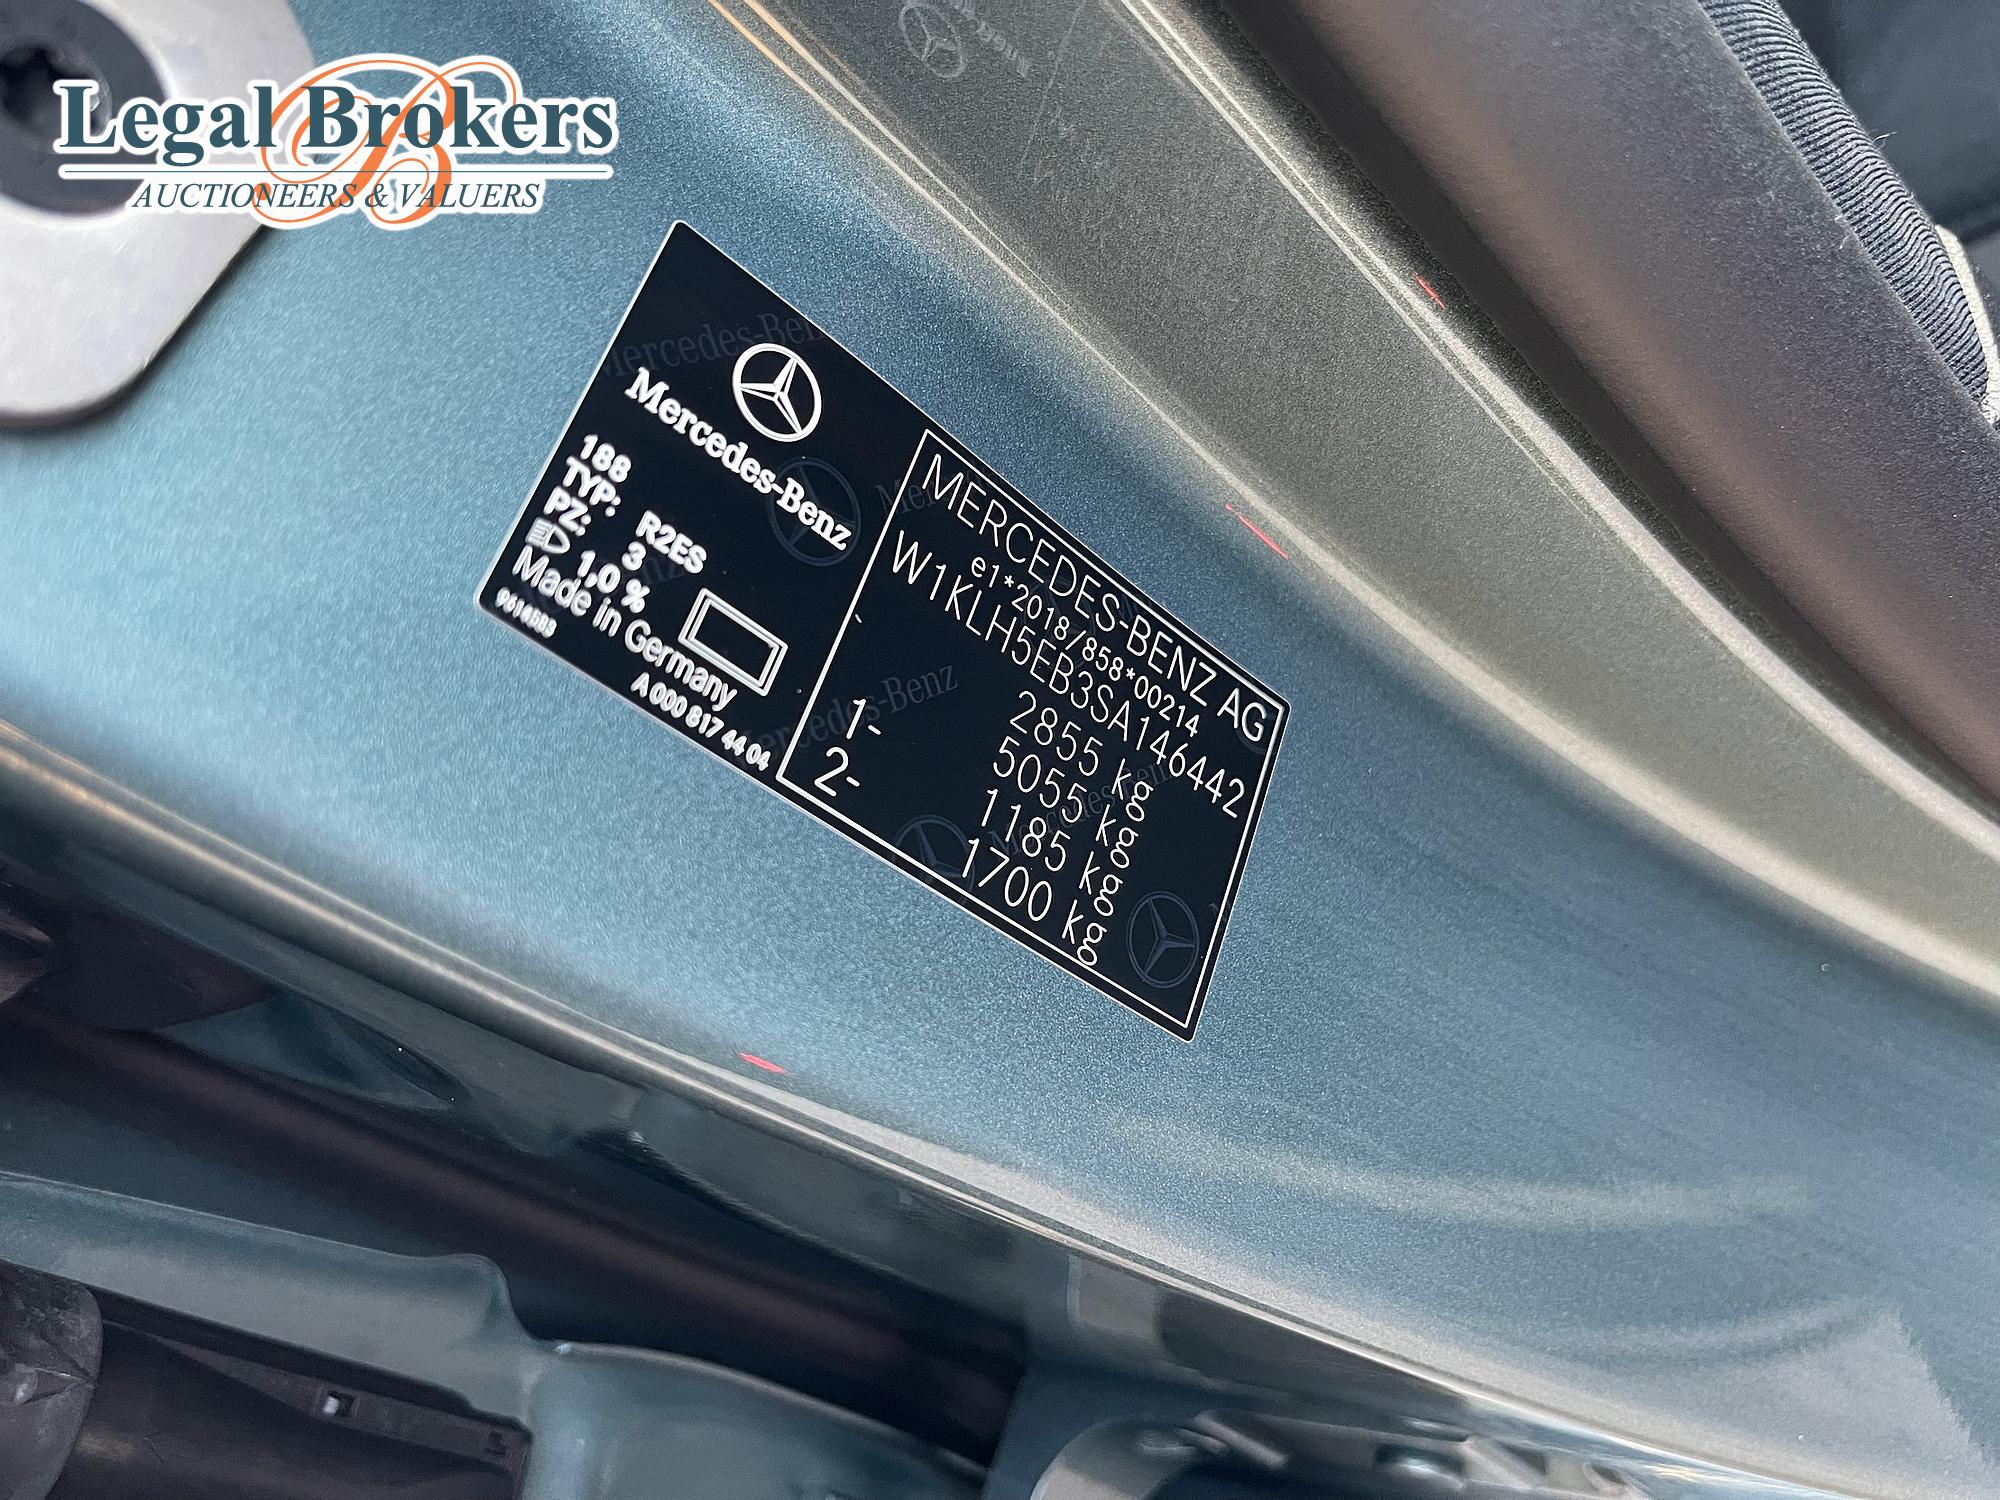 Legal Brokers
AUCTIONEERS & VALUERS
Mercedes-Benz
188
TYP: R2ES
PZ: 3
1,0 %
Made in Germany
A 000 817 44 04
MERCEDES-BENZ AG
e1*2018/858*00214
W1KLH5EB3SA146442
2855 kg
5055 kg
1- 1185 kg
2- 1700 kg